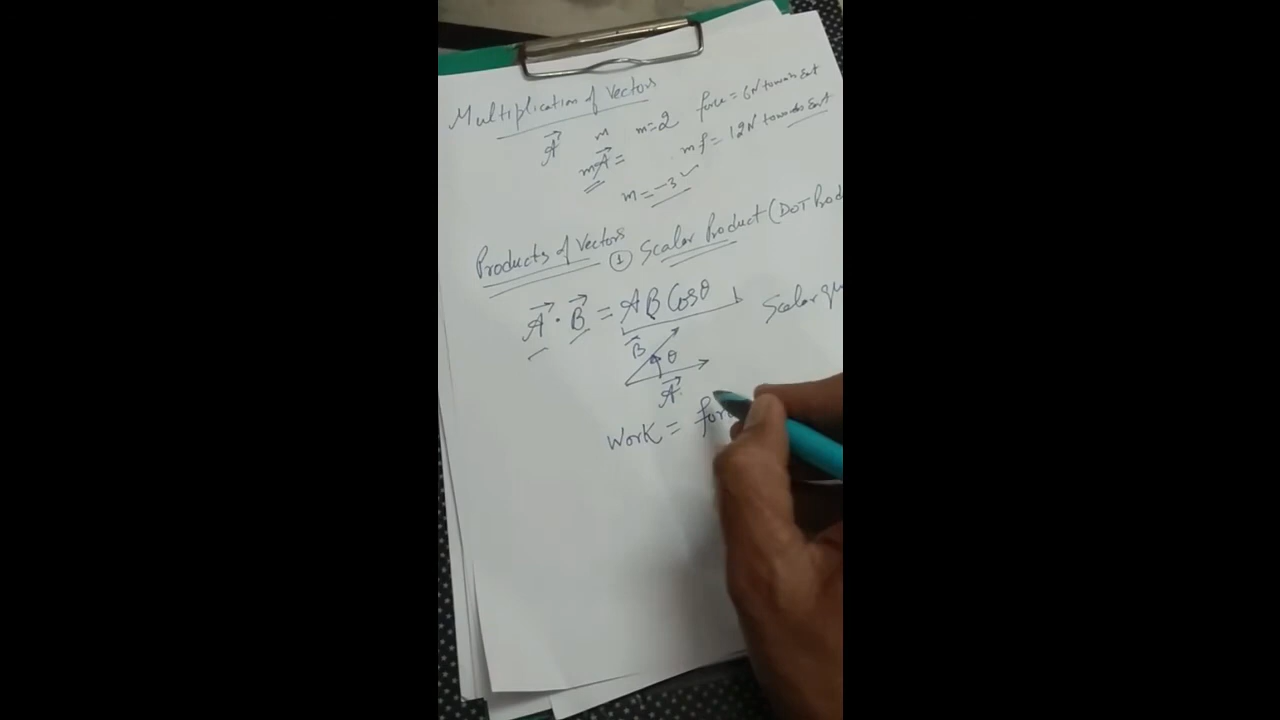 Multiplication of Vectors
A⃗ m m=2 force = 6N towards East
mA⃗ = mf = 12N towards East
m = -3 ✓
Products of Vectors ① Scalar Product (DOT Prod
A⃗ · B⃗ = AB Cosθ Scalar qu
B⃗ θ
A⃗
Work = for